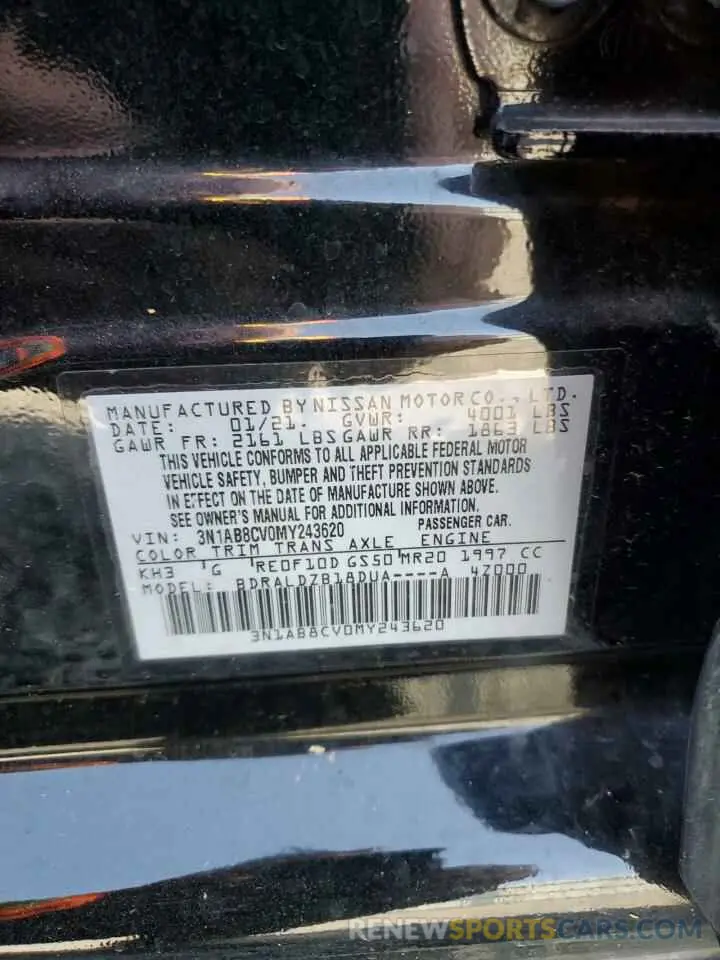 MANUFACTURED BY NISSAN MOTOR CO., LTD.
DATE: 01/21. GVWR: 4001 LBS
GAWR FR: 2161 LBS GAWR RR: 1863 LBS
THIS VEHICLE CONFORMS TO ALL APPLICABLE FEDERAL MOTOR
VEHICLE SAFETY, BUMPER AND THEFT PREVENTION STANDARDS
IN EFFECT ON THE DATE OF MANUFACTURE SHOWN ABOVE.
SEE OWNER'S MANUAL FOR ADDITIONAL INFORMATION.
VIN: 3N1AB8CV0MY243620 PASSENGER CAR.
COLOR TRIM TRANS AXLE ENGINE
KH3 G RE0F10D GS50 MR20 1997 CC
MODEL: BDRALDZB1ADUA----A 47000
3N1AB8CV0MY243620
RENEWSPORTSCARS.COM